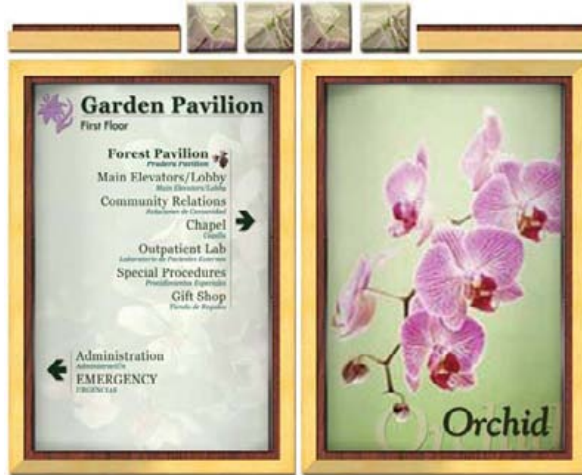 Garden Pavilion
First Floor
Forest Pavilion
Pradera Pavilion
Main Elevators/Lobby
Main Elevators/Lobby
Community Relations
Relaciones de Comunidad
Chapel
Capilla
Outpatient Lab
Laboratorio de Pacientes Externos
Special Procedures
Procedimientos Especiales
Gift Shop
Tienda de Regalos
Administration
Administración
EMERGENCY
URGENCIAS
Orchid